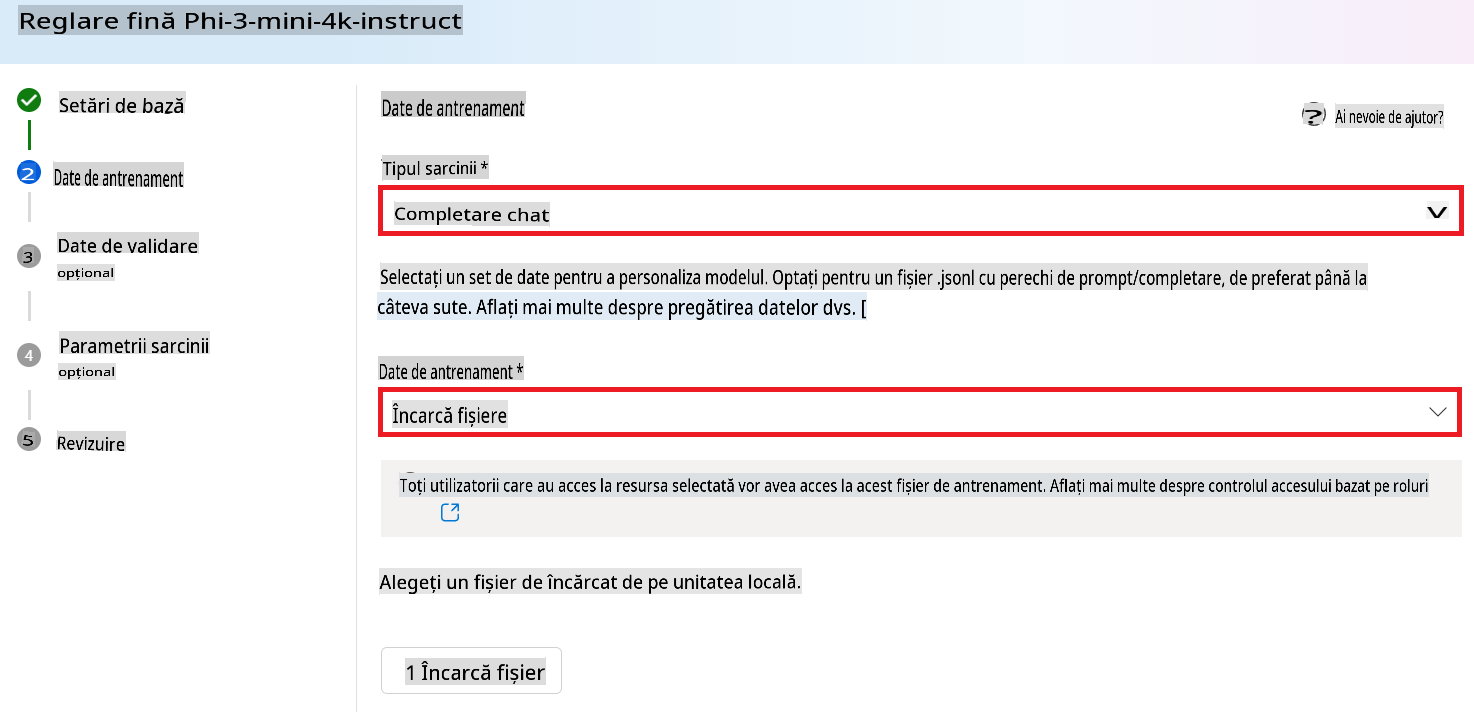 Reglare fină Phi-3-mini-4k-instruct
Setări de bază
2
Date de antrenament
3
Date de validare
opțional
4
Parametrii sarcinii
opțional
5
Revizuire
Date de antrenament
? Ai nevoie de ajutor?
Tipul sarcinii *
Completare chat
Selectați un set de date pentru a personaliza modelul. Optați pentru un fișier .jsonl cu perechi de prompt/completare, de preferat până la
câteva sute. Aflați mai multe despre pregătirea datelor dvs. [
Date de antrenament *
Încarcă fișiere
Toți utilizatorii care au acces la resursa selectată vor avea acces la acest fișier de antrenament. Aflați mai multe despre controlul accesului bazat pe roluri
Alegeți un fișier de încărcat de pe unitatea locală.
1 Încarcă fișier